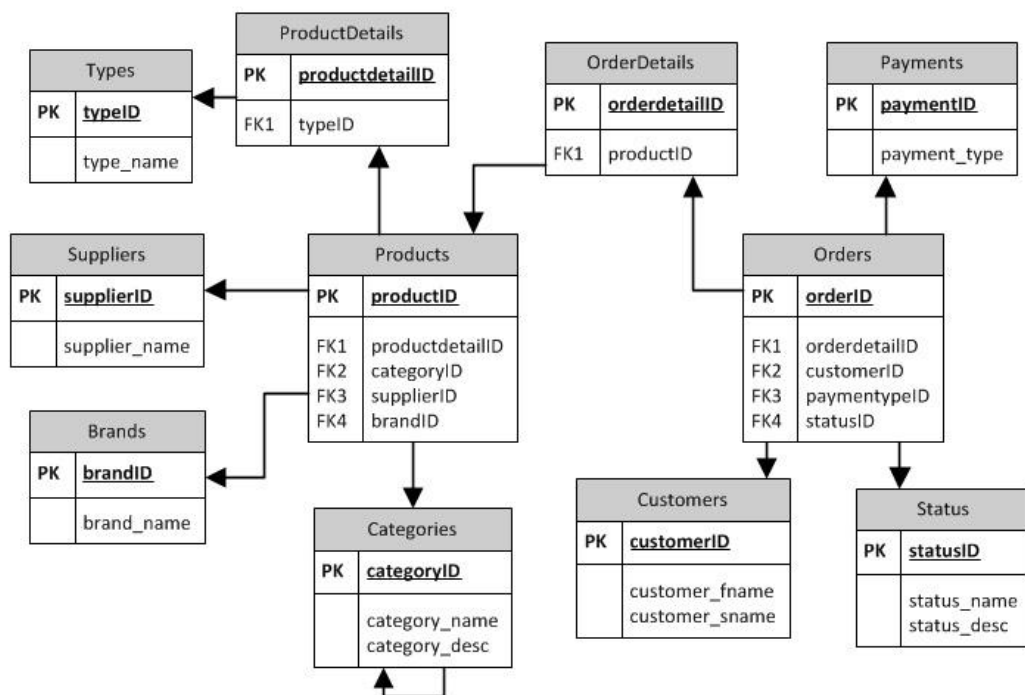 ProductDetails
PK productdetailID
FK1 typeID
Types
PK typeID
type_name
OrderDetails
PK orderdetailID
FK1 productID
Payments
PK paymentID
payment_type
Suppliers
PK supplierID
supplier_name
Products
PK productID
FK1 productdetailID
FK2 categoryID
FK3 supplierID
FK4 brandID
Orders
PK orderID
FK1 orderdetailID
FK2 customerID
FK3 paymentypeID
FK4 statusID
Brands
PK brandID
brand_name
Categories
PK categoryID
category_name
category_desc
Customers
PK customerID
customer_fname
customer_sname
Status
PK statusID
status_name
status_desc